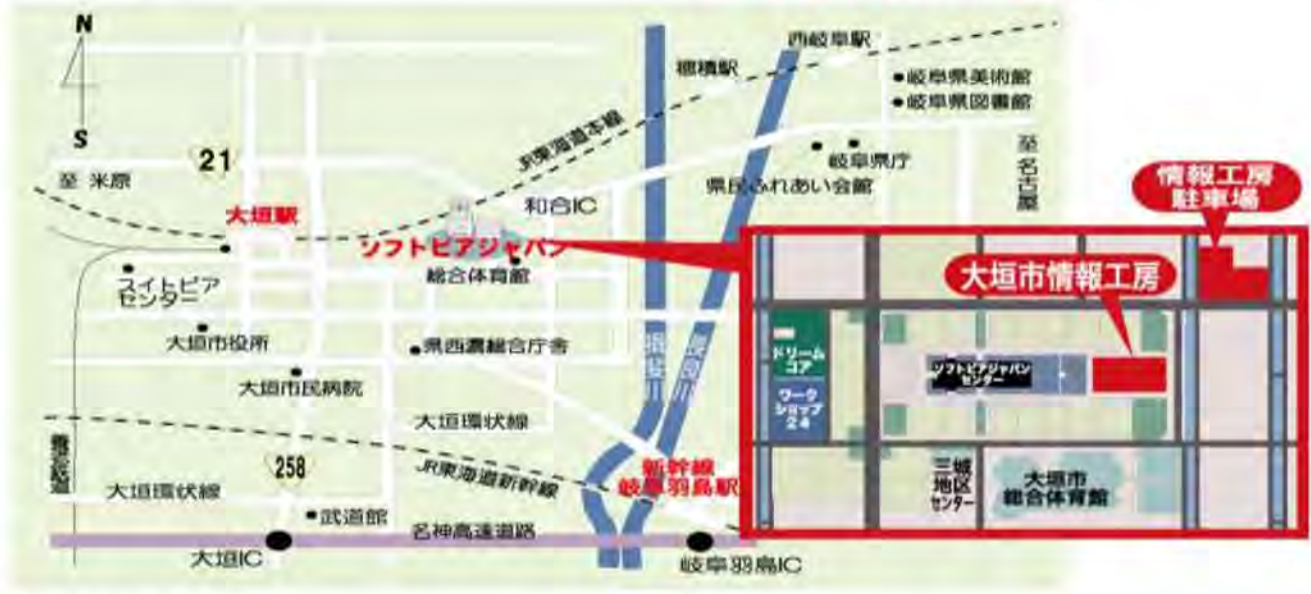 N
S
21
至 米原
大垣駅
スイトピア
センター
大垣市役所
大垣市民病院
258
大垣環状線
武道館
大垣IC
JR東海道本線
穂積駅
西岐阜駅
岐阜県美術館
岐阜県図書館
岐阜県庁
県民ふれあい会館
至名古屋
和合IC
ソフトピアジャパン
総合体育館
県西濃総合庁舎
大垣環状線
揖斐川
長良川
JR東海道新幹線
新幹線
岐阜羽島駅
名神高速道路
岐阜羽島IC
情報工房
駐車場
大垣市情報工房
ドリーム
コア
ワーク
ショップ
24
ソフトピアジャパン
センター
三城
地区
センター
大垣市
総合体育館